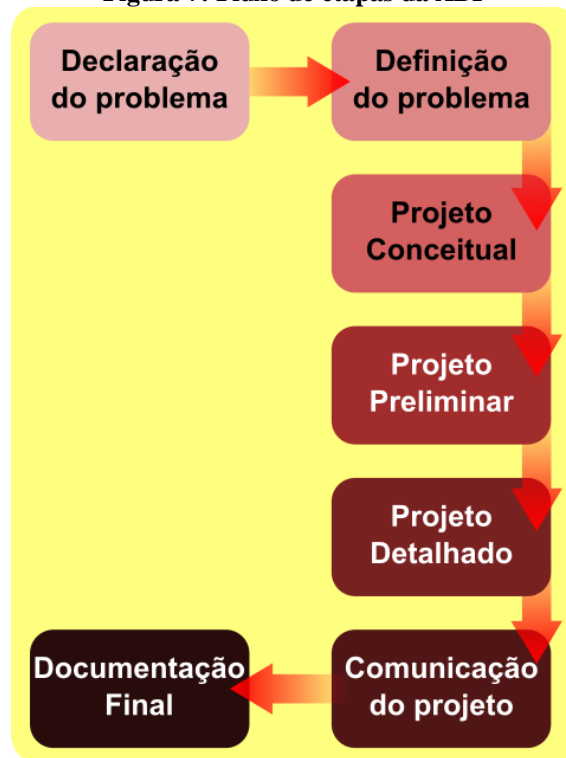 Declaração
do problema
Definição
do problema
Projeto
Conceitual
Projeto
Preliminar
Projeto
Detalhado
Comunicação
do projeto
Documentação
Final